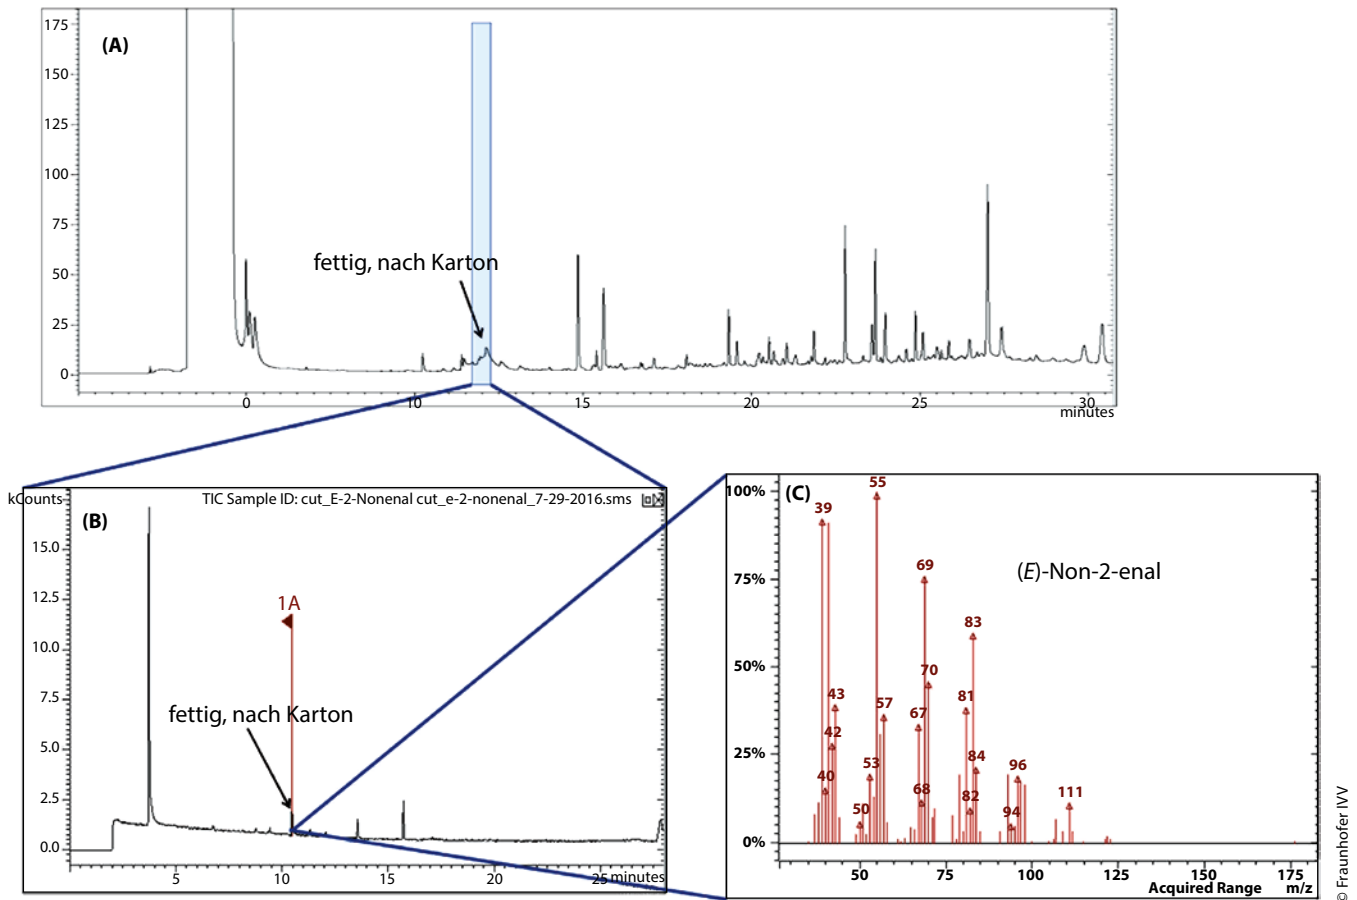 (A)
175
150
125
100
75
50
25
0
fettig, nach Karton
0 10 15 20 25 30
minutes
kCounts
TIC Sample ID: cut_E-2-Nonenal cut_e-2-nonenal_7-29-2016.sms
(B)
15.0
12.5
10.0
7.5
5.0
2.5
0.0
1A
fettig, nach Karton
5 10 15 20 25 minutes
(C)
100%
75%
50%
25%
0%
55
39
69
(E)-Non-2-enal
83
70
43
81
57
67
42
84
53
96
40
68
82
111
50
94
50 75 100 125 150 175
Acquired Range m/z
© Fraunhofer IVV